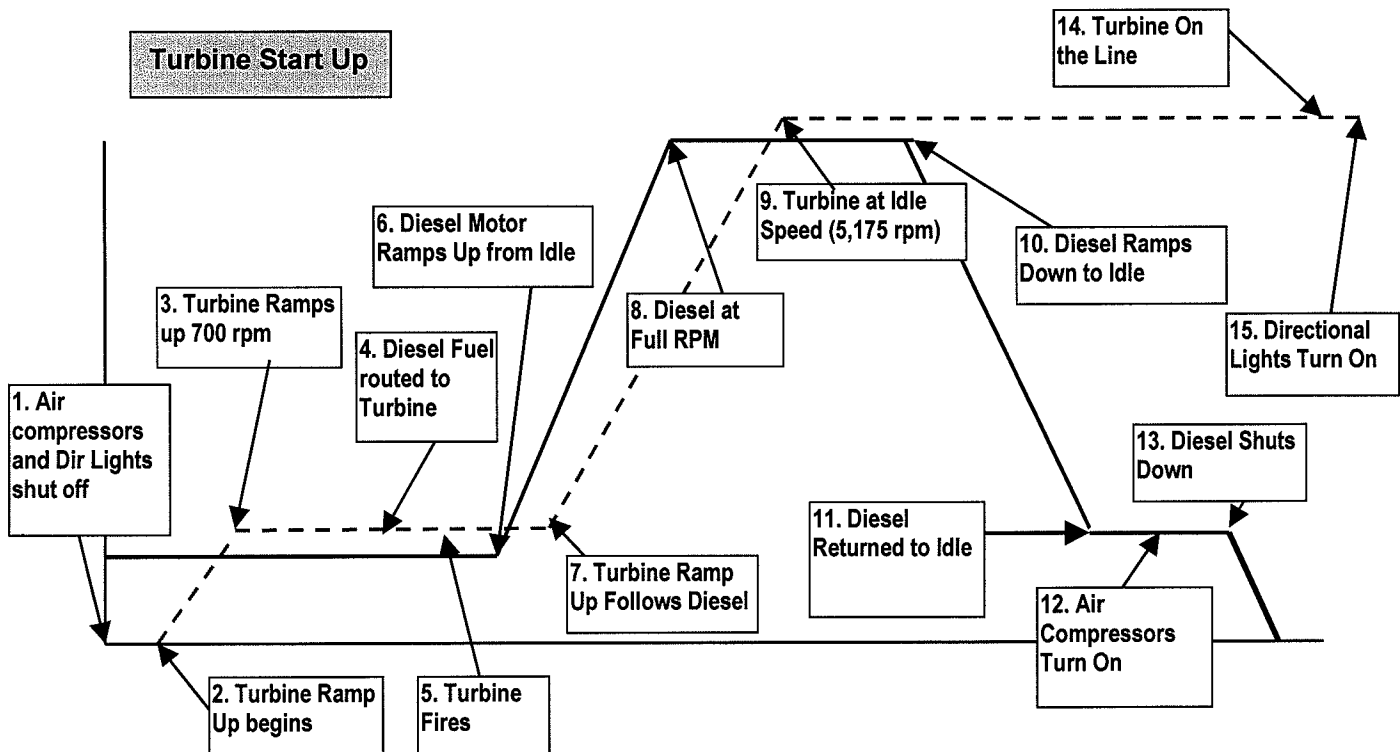 Turbine Start Up
1. Air
compressors
and Dir Lights
shut off
2. Turbine Ramp
Up begins
3. Turbine Ramps
up 700 rpm
4. Diesel Fuel
routed to
Turbine
5. Turbine
Fires
6. Diesel Motor
Ramps Up from Idle
7. Turbine Ramp
Up Follows Diesel
8. Diesel at
Full RPM
9. Turbine at Idle
Speed (5,175 rpm)
10. Diesel Ramps
Down to Idle
11. Diesel
Returned to Idle
12. Air
Compressors
Turn On
13. Diesel Shuts
Down
14. Turbine On
the Line
15. Directional
Lights Turn On